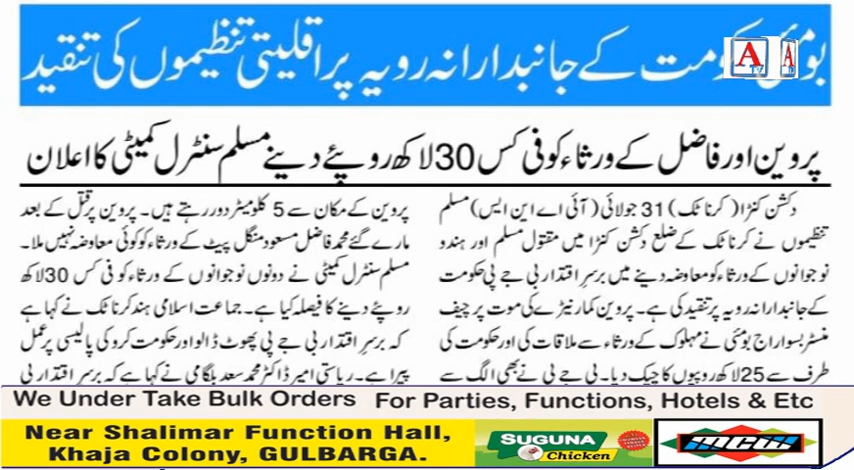 بومئی حکومت کے جانبدارانہ رویہ پر اقلیتی تنظیموں کی تنقید
A TV
A
پروین اور فاضل کے ورثاء کو فی کس 30 لاکھ روپئے دینے مسلم سنٹرل کمیٹی کا اعلان
دکشن کنڑا (کرناٹک) 31 جولائی (آئی اے این ایس) مسلم
تنظیموں نے کرناٹک کے ضلع دکشن کنڑا میں مقتول مسلم اور ہندو
نوجوانوں کے ورثاء کو معاوضہ دینے میں برسر اقتدار بی جے پی حکومت
کے جانبدارانہ رویہ پر تنقید کی ہے۔ پروین کمار نیڑے کی موت پر چیف
منسٹر بسواراج بومئی نے مہلوک کے ورثاء سے ملاقات کی اور حکومت کی
طرف سے 25 لاکھ روپیوں کا چیک دیا۔ بی جے پی نے بھی الگ سے
پروین کے مکان سے 5 کلومیٹر دور رہتے ہیں۔ پروین پر قتل کے بعد
مارے گئے محمد فاضل مسعود منگل پیٹ کے ورثاء کو کوئی معاوضہ نہیں ملا۔
مسلم سنٹرل کمیٹی نے دونوں نوجوانوں کے ورثاء کو فی کس 30 لاکھ
روپئے دینے کا فیصلہ کیا ہے۔ جماعت اسلامی ہند کرناٹک نے کہا ہے
کہ برسر اقتدار بی جے پی پھوٹ ڈالو اور حکومت کرو کی پالیسی پر عمل
پیرا ہے۔ ریاستی امیر ڈاکٹر محمد سعد بلگامی نے کہا ہے کہ برسر اقتدار بی
We Under Take Bulk Orders For Parties, Functions, Hotels & Etc
Near Shalimar Function Hall,
Khaja Colony, GULBARGA.
SUGUNA
Chicken
MCW